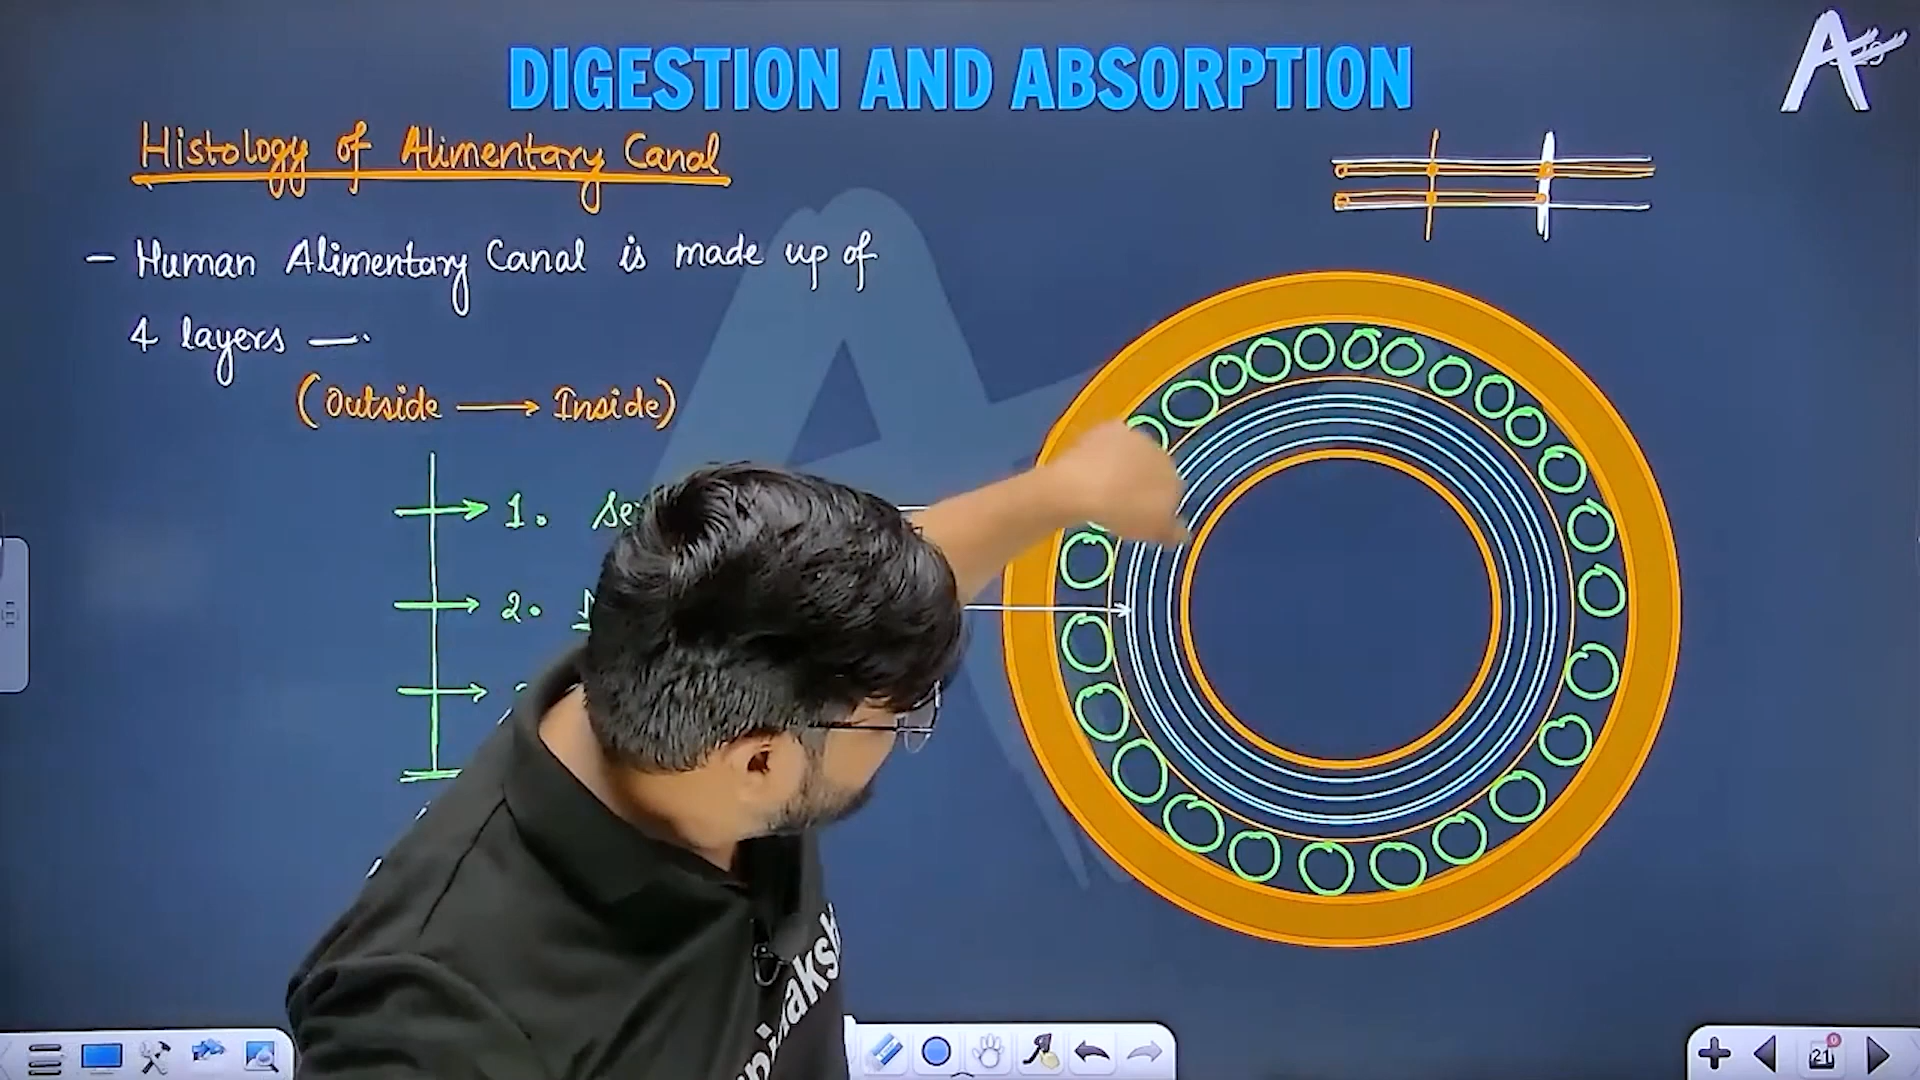 DIGESTION AND ABSORPTION
Histology of Alimentary Canal
- Human Alimentary Canal is made up of
4 layers —
(Outside → Inside)
1.
2.
21